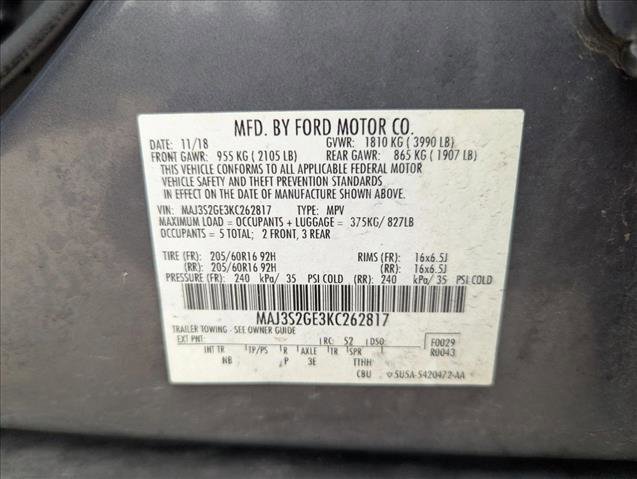 MFD. BY FORD MOTOR CO.
DATE: 11/18 GVWR: 1810 KG ( 3990 LB)
FRONT GAWR: 955 KG ( 2105 LB) REAR GAWR: 865 KG ( 1907 LB)
THIS VEHICLE CONFORMS TO ALL APPLICABLE FEDERAL MOTOR
VEHICLE SAFETY AND THEFT PREVENTION STANDARDS
IN EFFECT ON THE DATE OF MANUFACTURE SHOWN ABOVE.
VIN: MAJ3S2GE3KC262817 TYPE: MPV
MAXIMUM LOAD = OCCUPANTS + LUGGAGE = 375KG/ 827LB
OCCUPANTS = 5 TOTAL; 2 FRONT, 3 REAR
TIRE (FR): 205/60R16 92H RIMS (FR): 16x6.5J
(RR): 205/60R16 92H (RR): 16x6.5J
PRESSURE (FR): 240 kPa/ 35 PSI COLD (RR): 240 kPa/ 35 PSI COLD
MAJ3S2GE3KC262817
TRAILER TOWING - SEE OWNER GUIDE
EXT PNT: RC: 52 DSO: F0029
R0043
INT TR TP/PS R AXLE TR SPR
NB P 3E TTHH
CBU 5U5A-5420472-AA